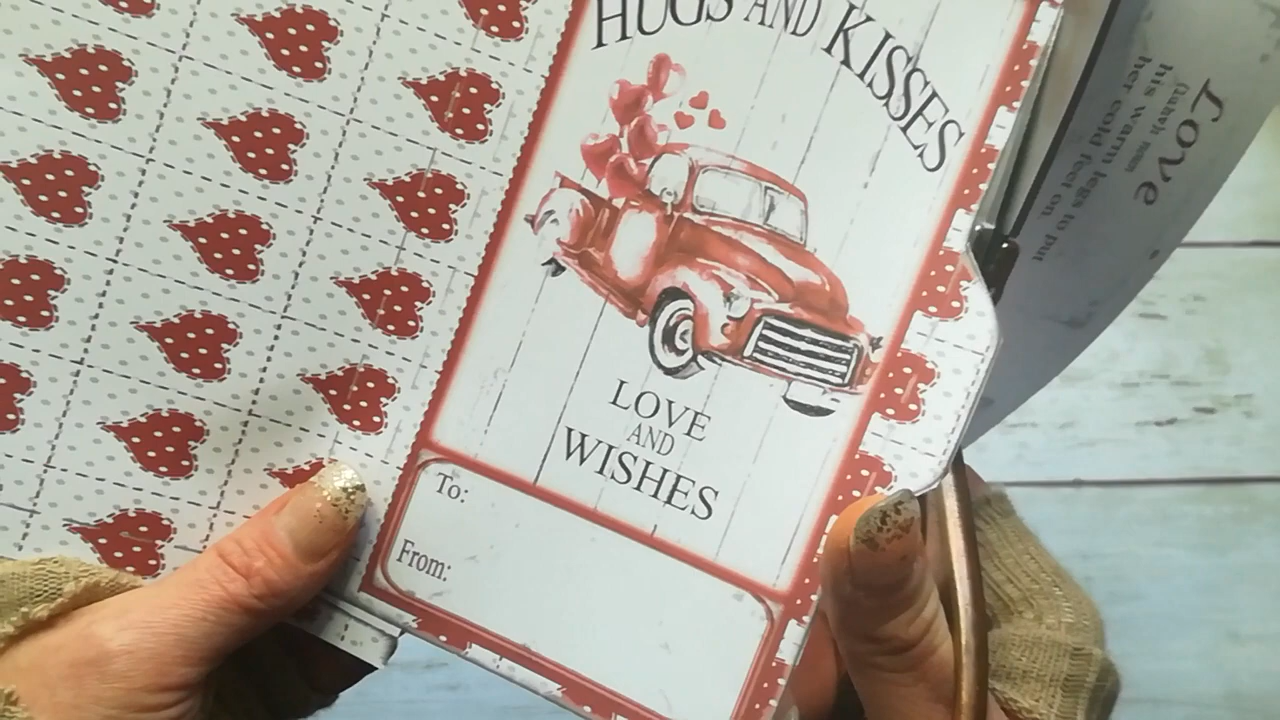 HUGS AND KISSES
LOVE
AND
WISHES
To:
From:
Love
his warm legs to put
her cold feet on